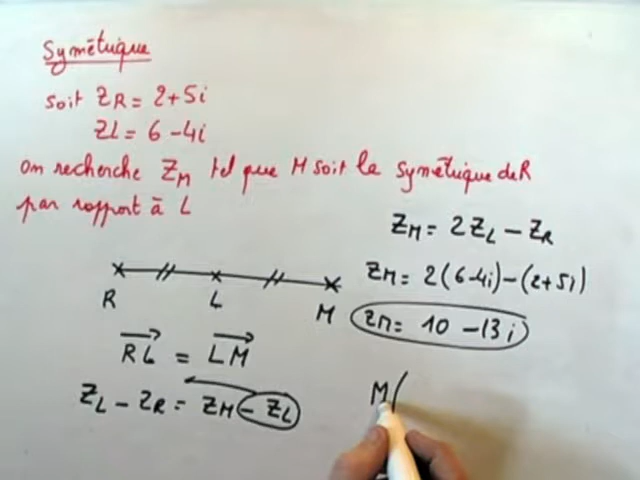 Symétrique
soit ZR = 2+5i
ZL = 6-4i
on recherche ZM tel que M soit le symétrique de R
par rapport à L
ZM = 2ZL - ZR
ZM = 2(6-4i)-(2+5i)
ZM = 10 -13i
R L M
RL = LM
ZL - ZR = ZM - ZL
M(